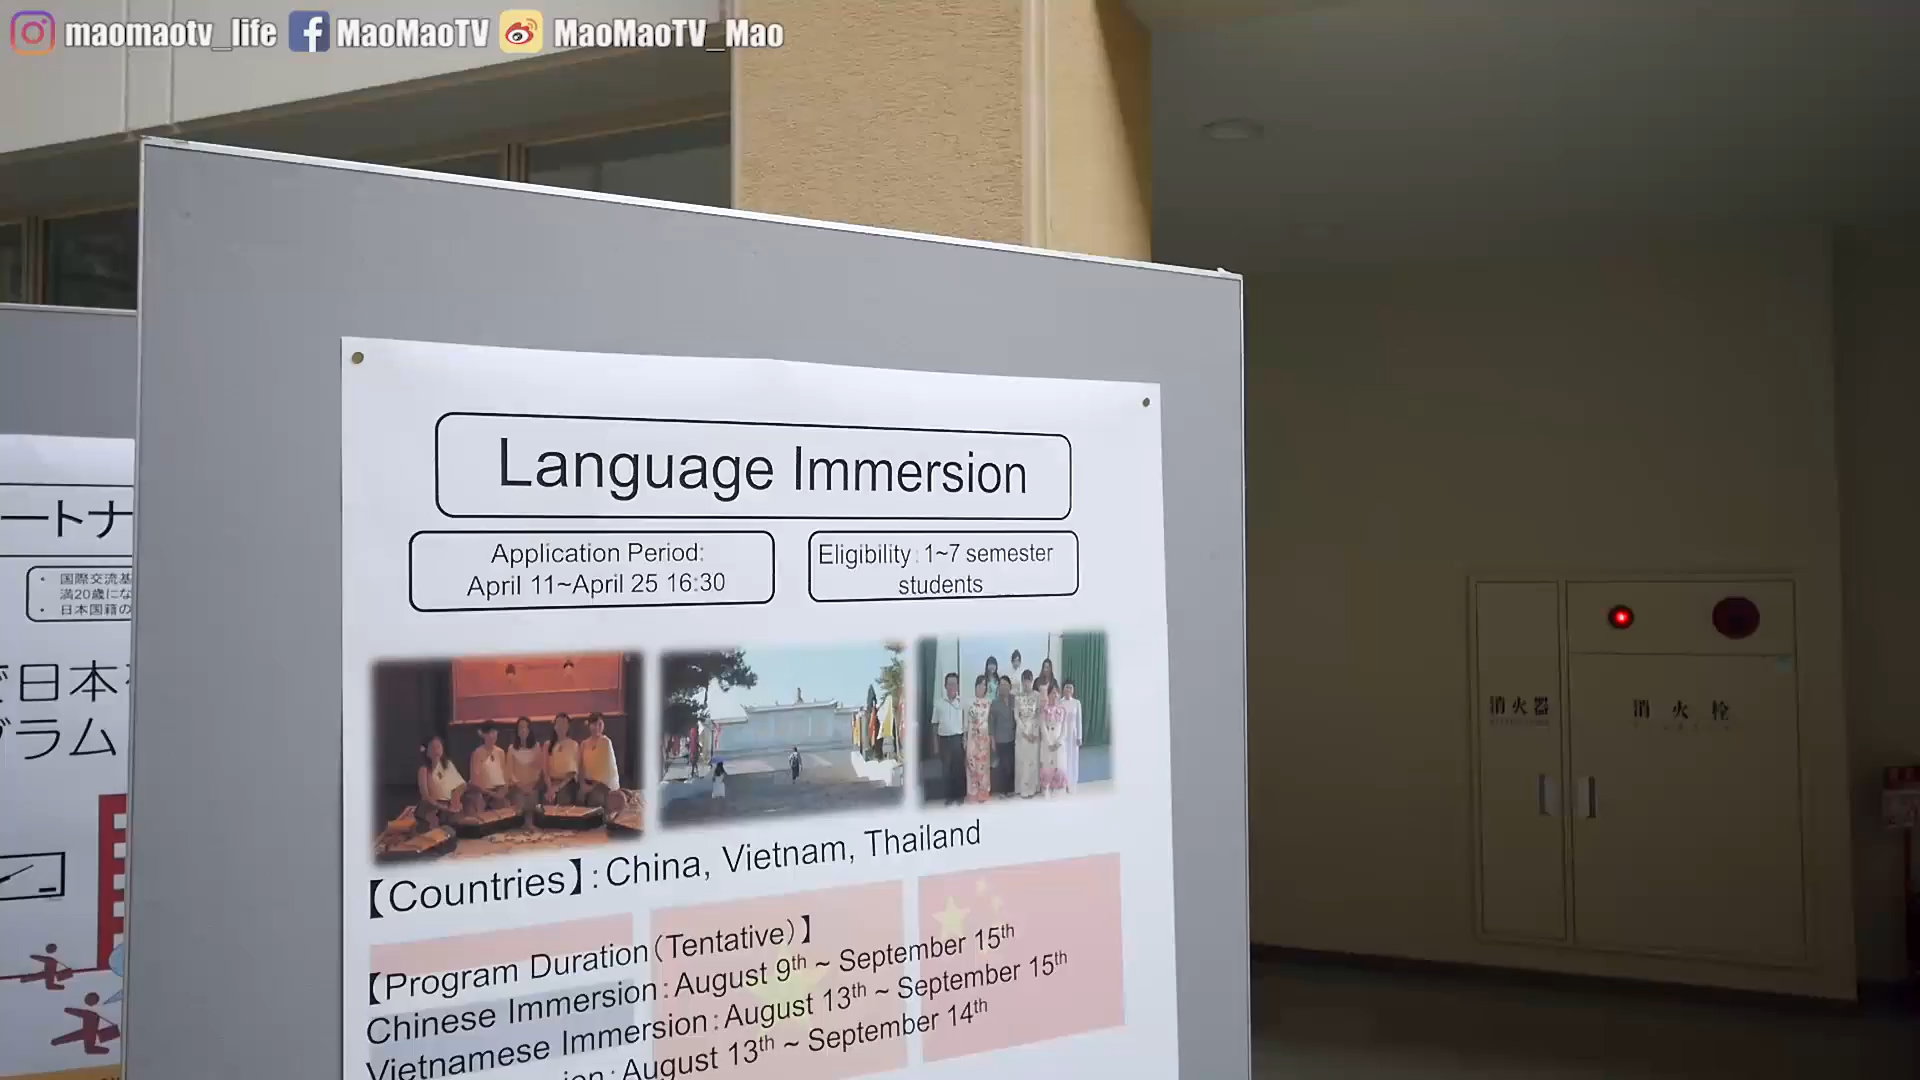 maomaotv_life MaoMaoTV MaoMaoTV_Mao
Language Immersion
Application Period:
April 11~April 25 16:30
Eligibility: 1~7 semester
students
【Countries】: China, Vietnam, Thailand
【Program Duration (Tentative)】
Chinese Immersion: August 9th ~ September 15th
Vietnamese Immersion: August 13th ~ September 15th
August 13th ~ September 14th
ートナ
• 国際交流基
満20歳にな
• 日本国籍の
で日本
グラム
消火器
消火栓